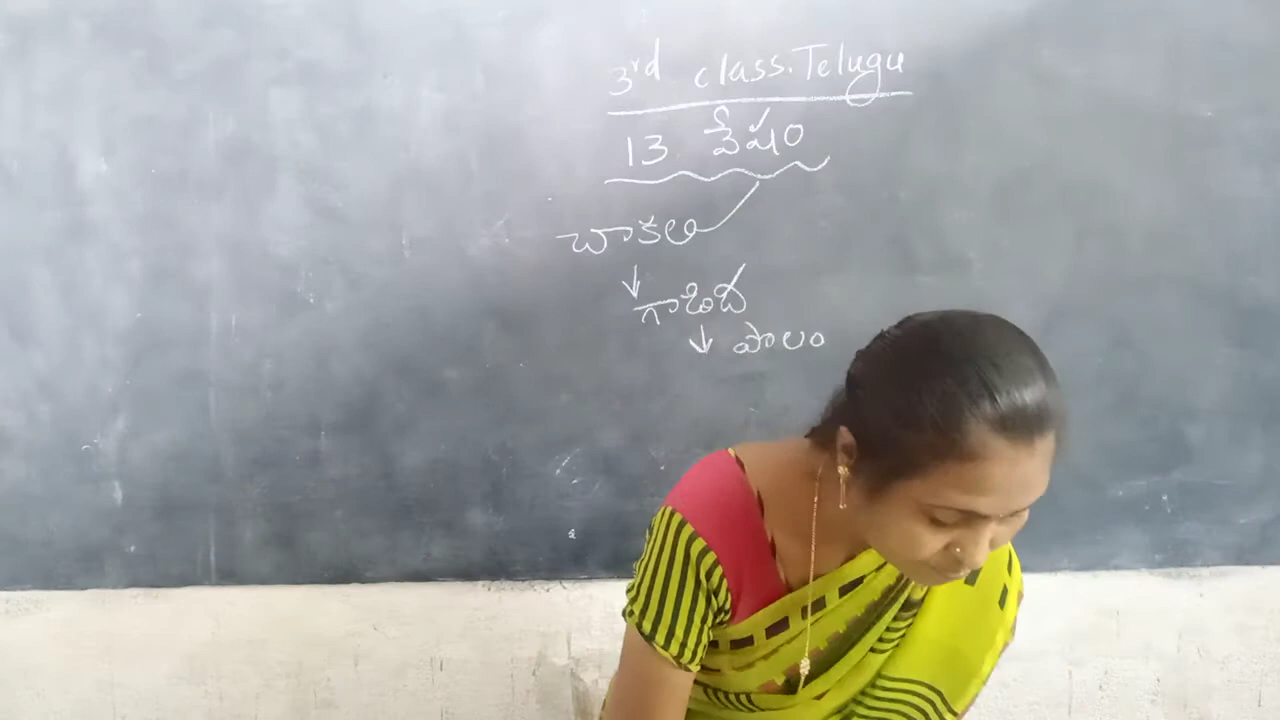 3rd class. Telugu
13 వేషం
చాకలి
↓ గాడిద
↓ పొలం